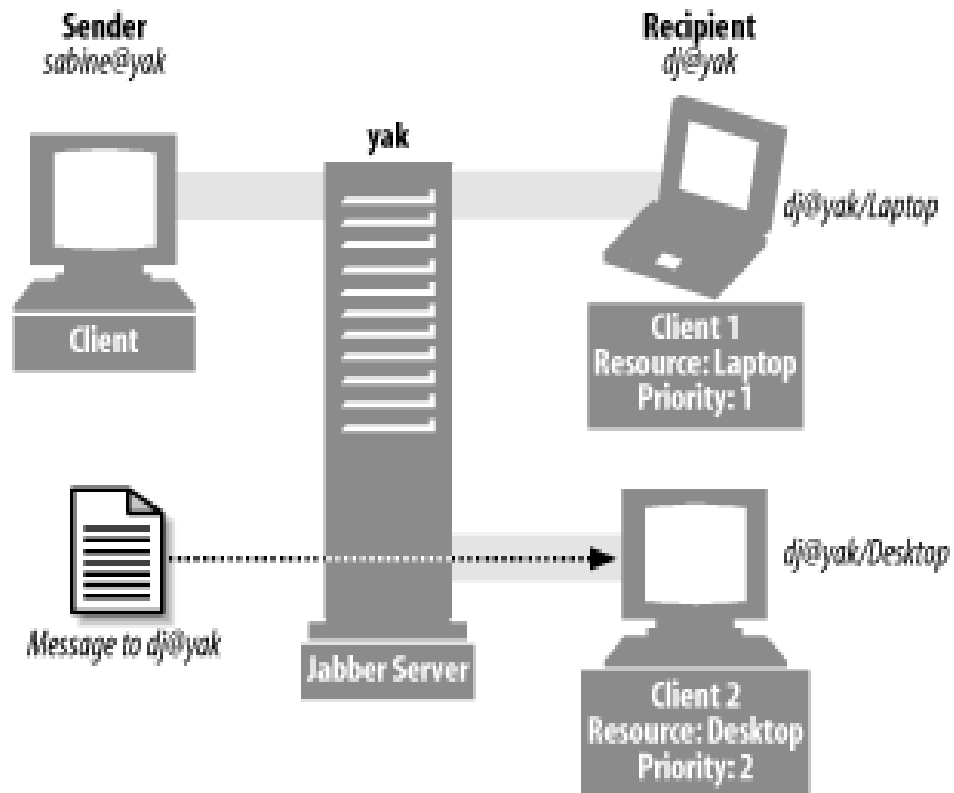 Sender
sabine@yak
Recipient
dj@yak
yak
dj@yak/Laptop
Client
Client 1
Resource: Laptop
Priority: 1
dj@yak/Desktop
Message to dj@yak
Jabber Server
Client 2
Resource: Desktop
Priority: 2